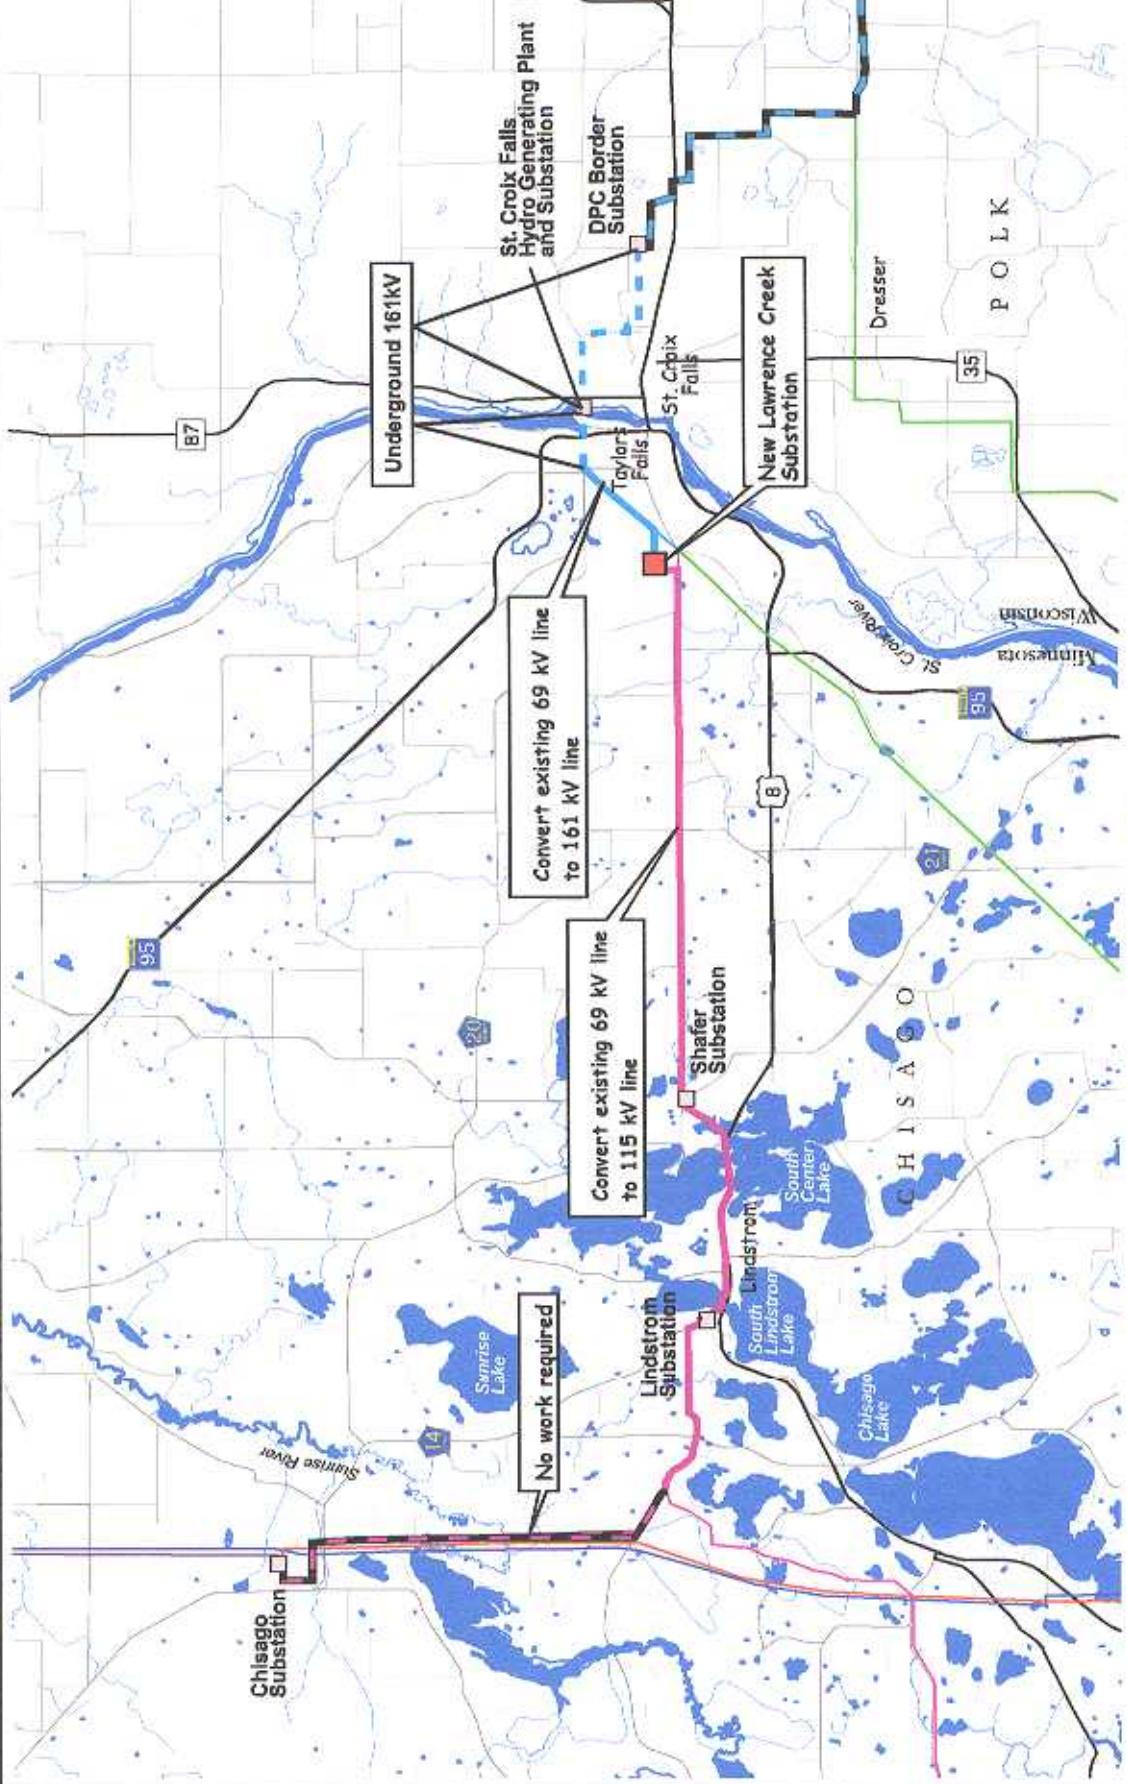 Chisago
Substation
Sunrise River
14
No work required
Sunrise
Lake
Lindstrom
Substation
Lindstrom
South
Lindstrom
Lake
Chisago
Lake
South
Center
Lake
CHISAGO
Shafer
Substation
20
21
95
8
Convert existing 69 kV line
to 115 kV line
Convert existing 69 kV line
to 161 kV line
Underground 161kV
87
St. Croix Falls
Hydro Generating Plant
and Substation
DPC Border
Substation
Taylors
Falls
St. Croix
Falls
New Lawrence Creek
Substation
St. Croix River
Minnesota
Wisconsin
95
35
Dresser
POLK